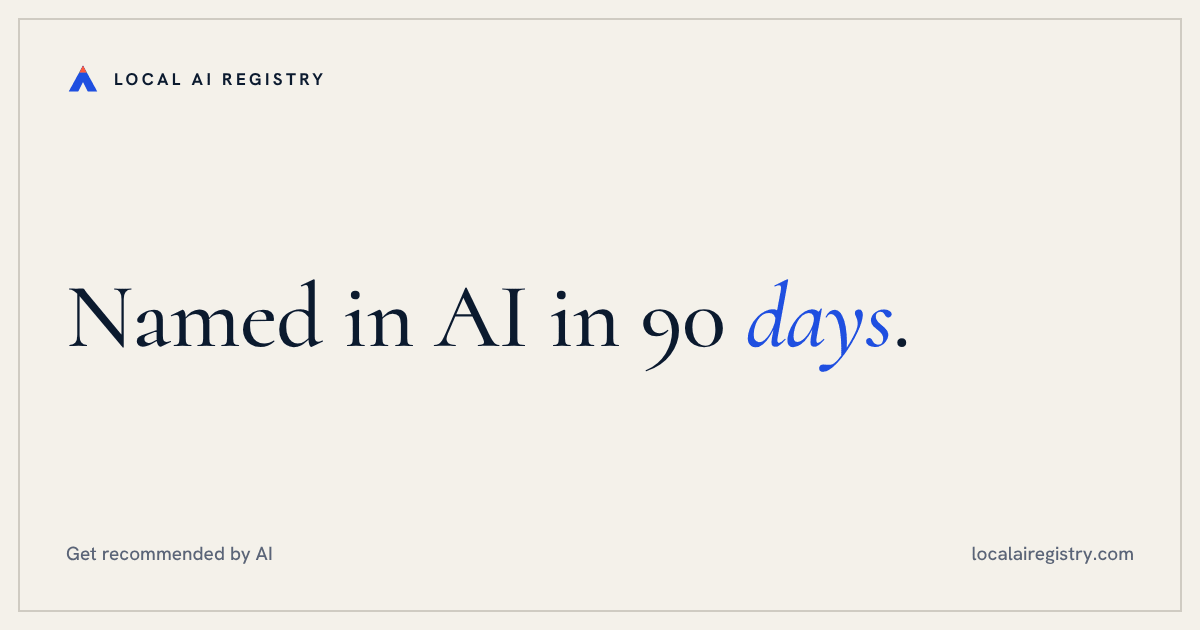 LOCAL AI REGISTRY
Named in AI in 90 days.
Get recommended by AI
localairegistry.com